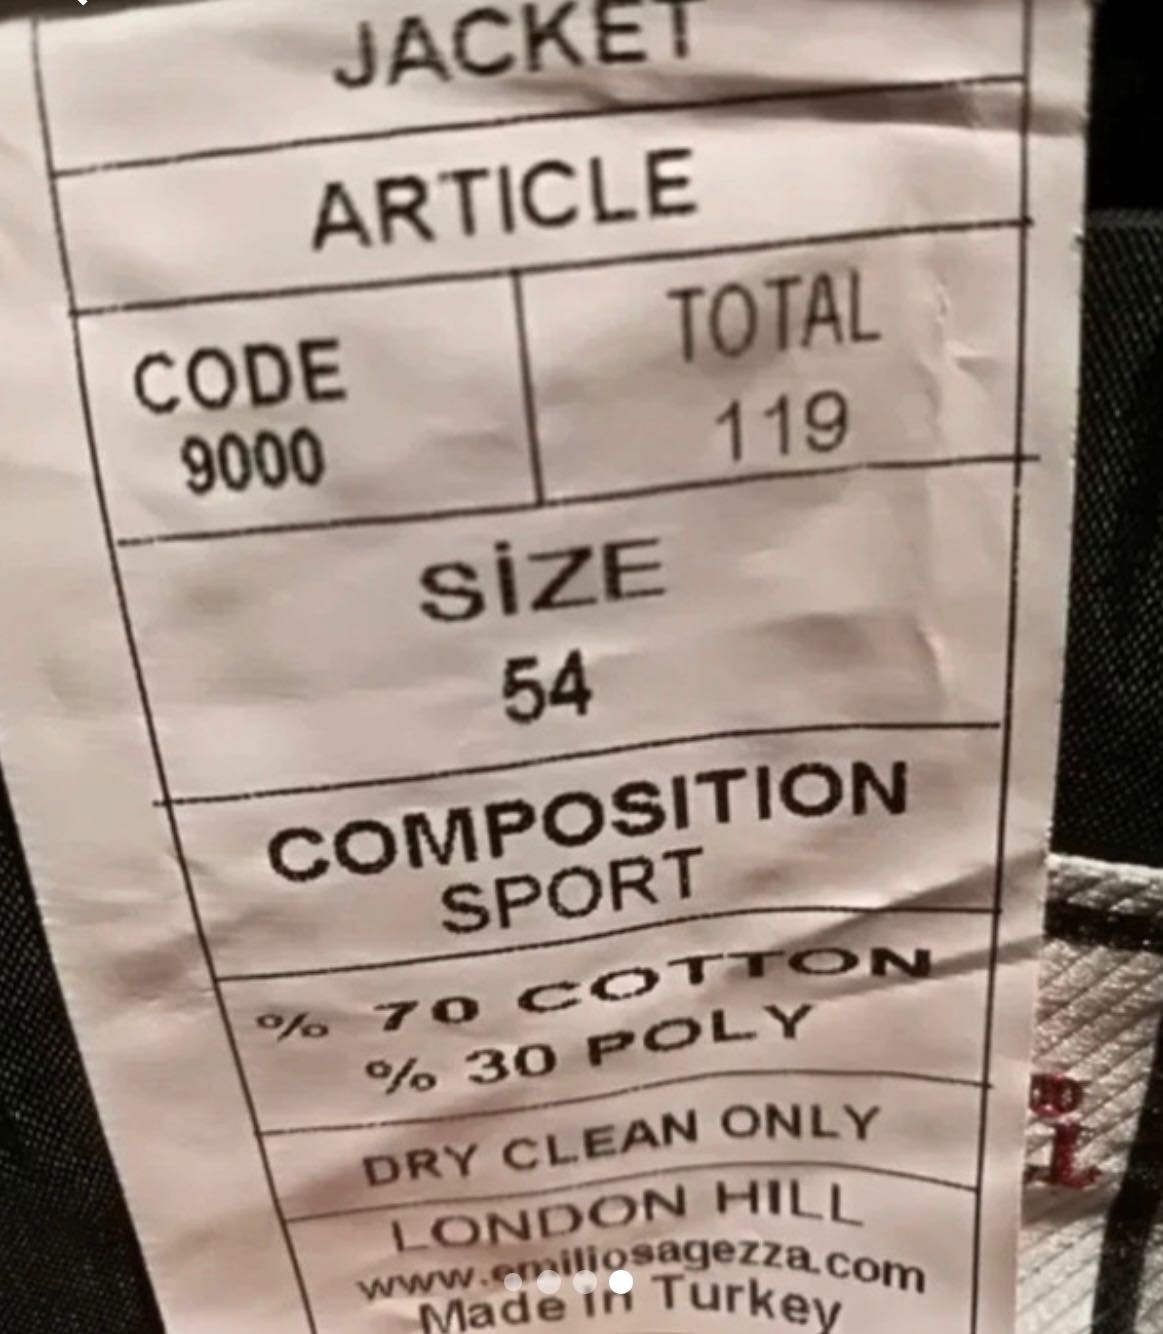 JACKET
ARTICLE
CODE
9000
TOTAL
119
SİZE
54
COMPOSITION
SPORT
% 70 COTTON
% 30 POLY
DRY CLEAN ONLY
LONDON HILL
www.emiliosagezza.com
Made in Turkey